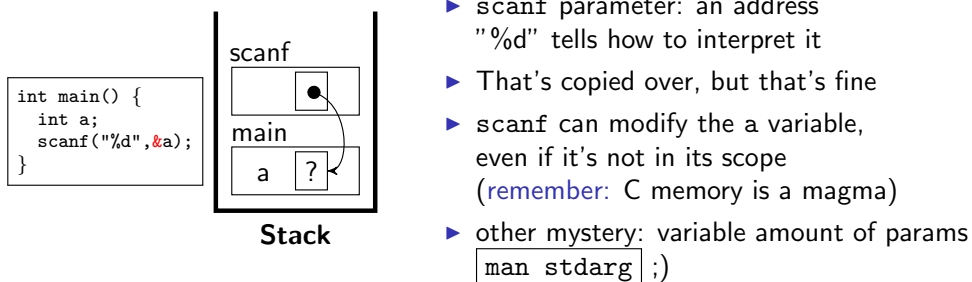 int main() {
int a;
scanf("%d",&a);
}
scanf
main
a ?
Stack
▶ scanf parameter: an address
"%d" tells how to interpret it
▶ That's copied over, but that's fine
▶ scanf can modify the a variable,
even if it's not in its scope
(remember: C memory is a magma)
▶ other mystery: variable amount of params
man stdarg ;)